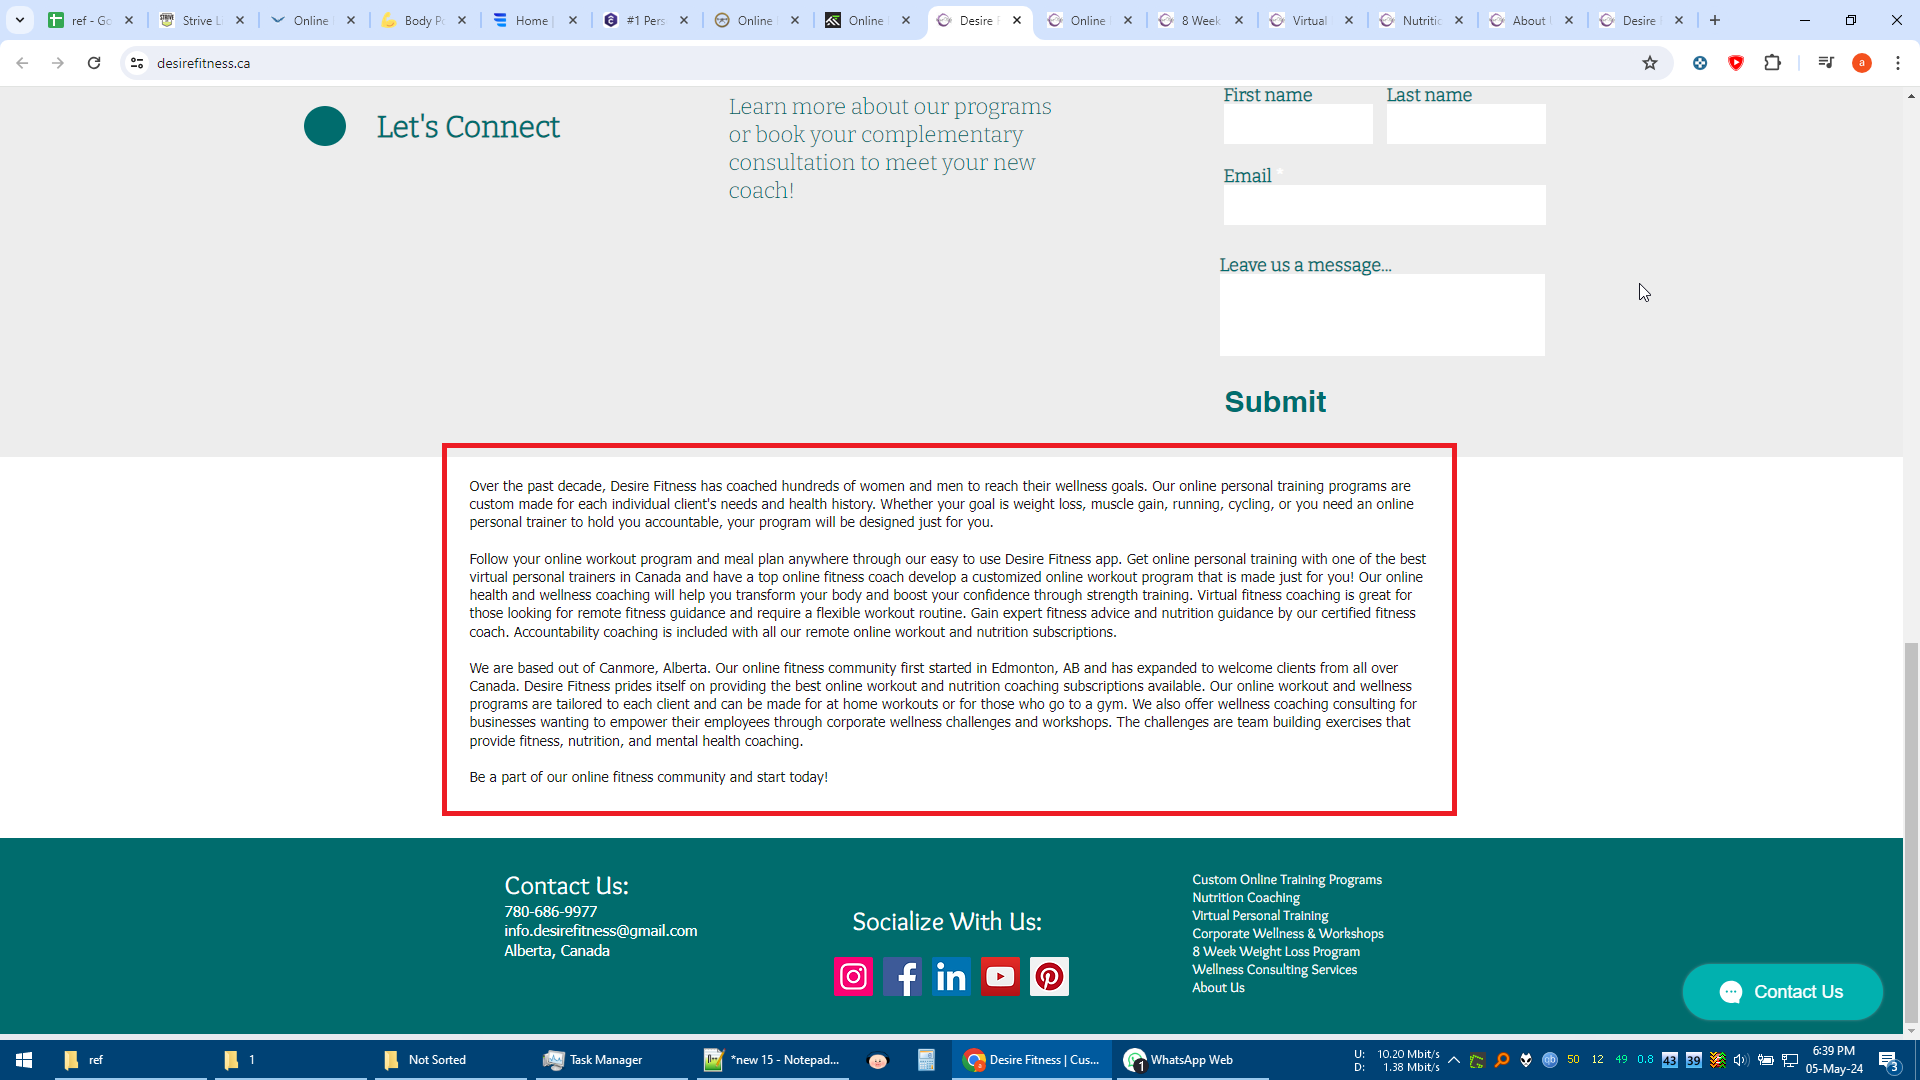 ref - Go
Strive L
Online
Body Po
Home |
#1 Pers
Online
Online
Desire F
Online
8 Week
Virtual
Nutritio
About
Desire
desirefitness.ca
a
Let's Connect
Learn more about our programs
or book your complementary
consultation to meet your new
coach!
First name
Last name
Email *
Leave us a message...
Submit
Over the past decade, Desire Fitness has coached hundreds of women and men to reach their wellness goals. Our online personal training programs are
custom made for each individual client's needs and health history. Whether your goal is weight loss, muscle gain, running, cycling, or you need an online
personal trainer to hold you accountable, your program will be designed just for you.
Follow your online workout program and meal plan anywhere through our easy to use Desire Fitness app. Get online personal training with one of the best
virtual personal trainers in Canada and have a top online fitness coach develop a customized online workout program that is made just for you! Our online
health and wellness coaching will help you transform your body and boost your confidence through strength training. Virtual fitness coaching is great for
those looking for remote fitness guidance and require a flexible workout routine. Gain expert fitness advice and nutrition guidance by our certified fitness
coach. Accountability coaching is included with all our remote online workout and nutrition subscriptions.
We are based out of Canmore, Alberta. Our online fitness community first started in Edmonton, AB and has expanded to welcome clients from all over
Canada. Desire Fitness prides itself on providing the best online workout and nutrition coaching subscriptions available. Our online workout and wellness
programs are tailored to each client and can be made for at home workouts or for those who go to a gym. We also offer wellness coaching consulting for
businesses wanting to empower their employees through corporate wellness challenges and workshops. The challenges are team building exercises that
provide fitness, nutrition, and mental health coaching.
Be a part of our online fitness community and start today!
Contact Us:
780-686-9977
info.desirefitness@gmail.com
Alberta, Canada
Socialize With Us:
Custom Online Training Programs
Nutrition Coaching
Virtual Personal Training
Corporate Wellness & Workshops
8 Week Weight Loss Program
Wellness Consulting Services
About Us
Contact Us
ref
1
Not Sorted
Task Manager
*new 15 - Notepad...
Desire Fitness | Cus...
1
WhatsApp Web
U: 10.20 Mbit/s
D: 1.38 Mbit/s
50
12
49
0.8
43
39
6:39 PM
05-May-24
3